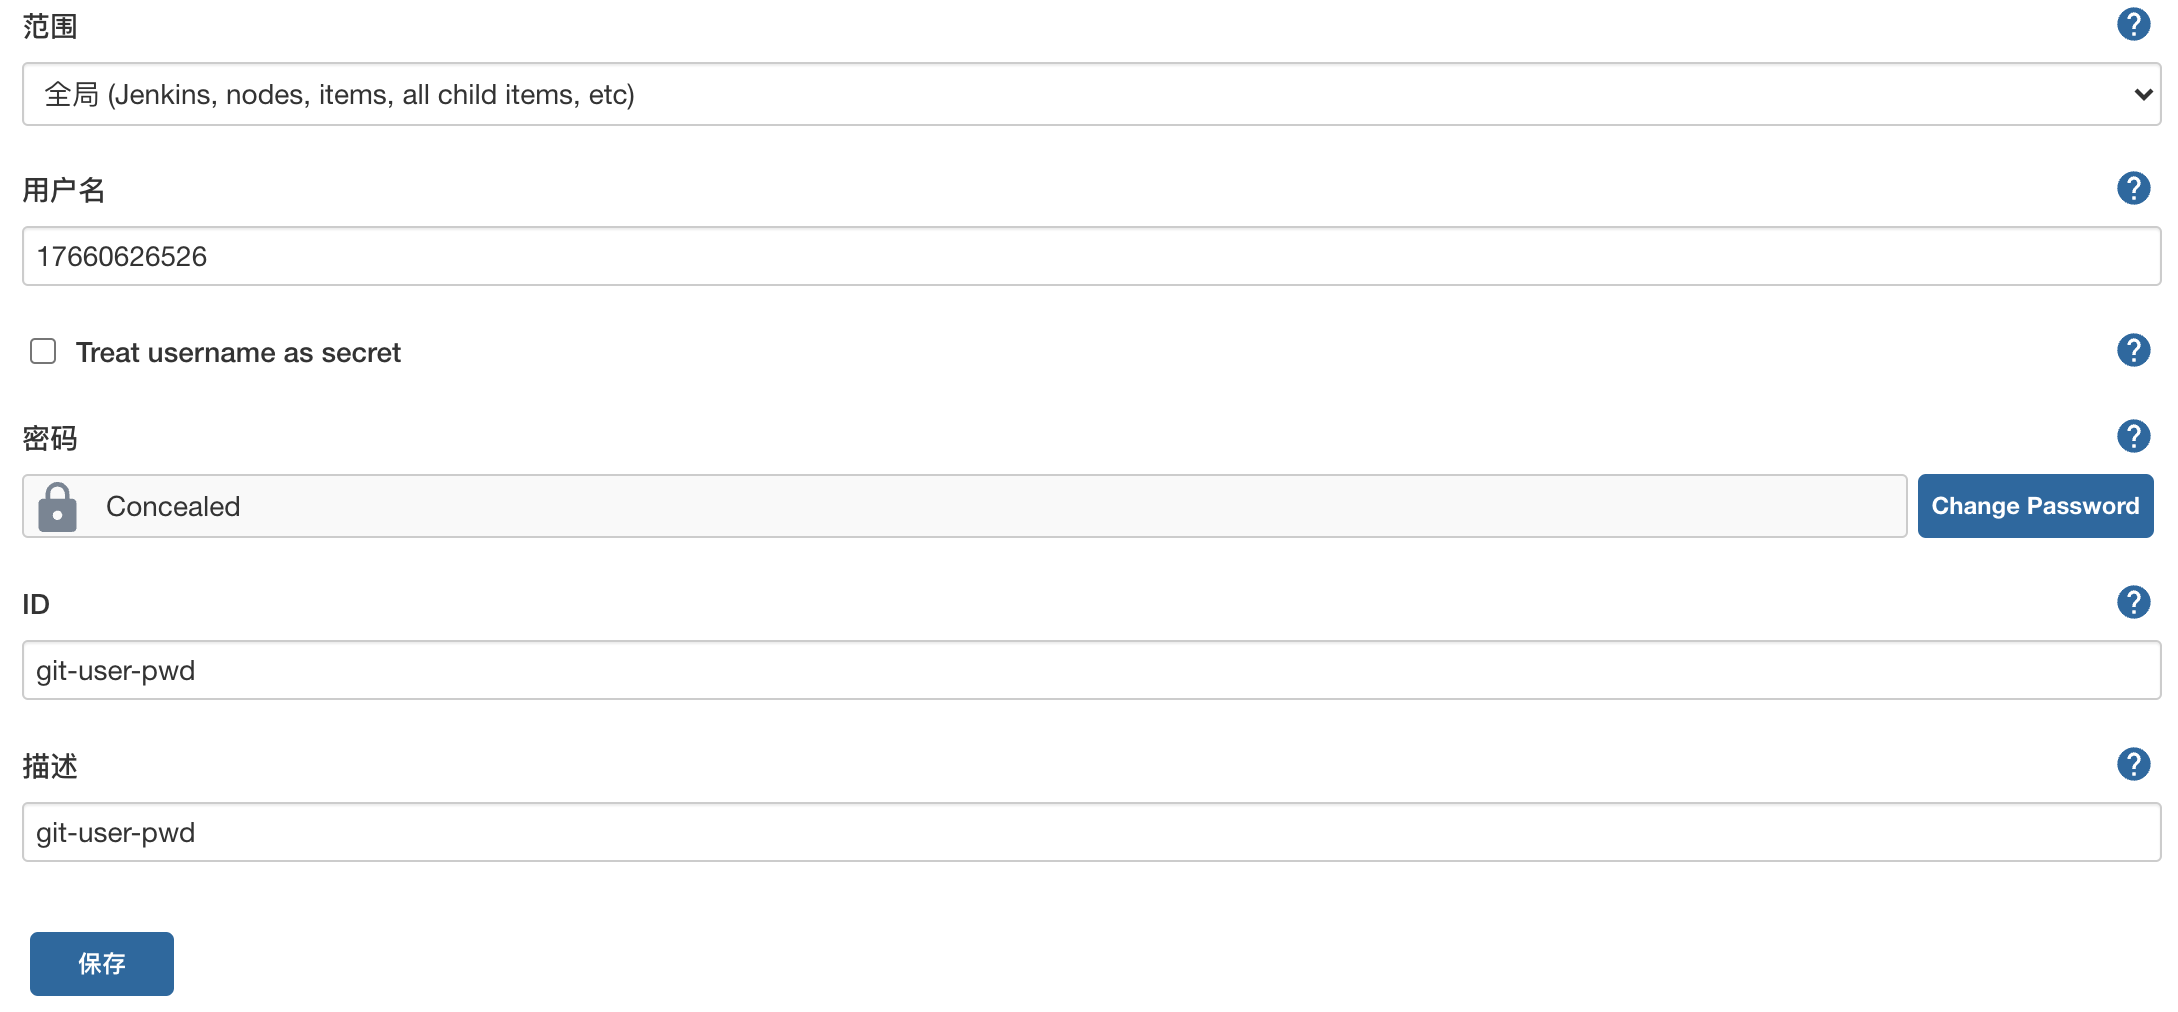 范围
全局 (Jenkins, nodes, items, all child items, etc)
用户名
17660626526
Treat username as secret
密码
Concealed
Change Password
ID
git-user-pwd
描述
git-user-pwd
保存